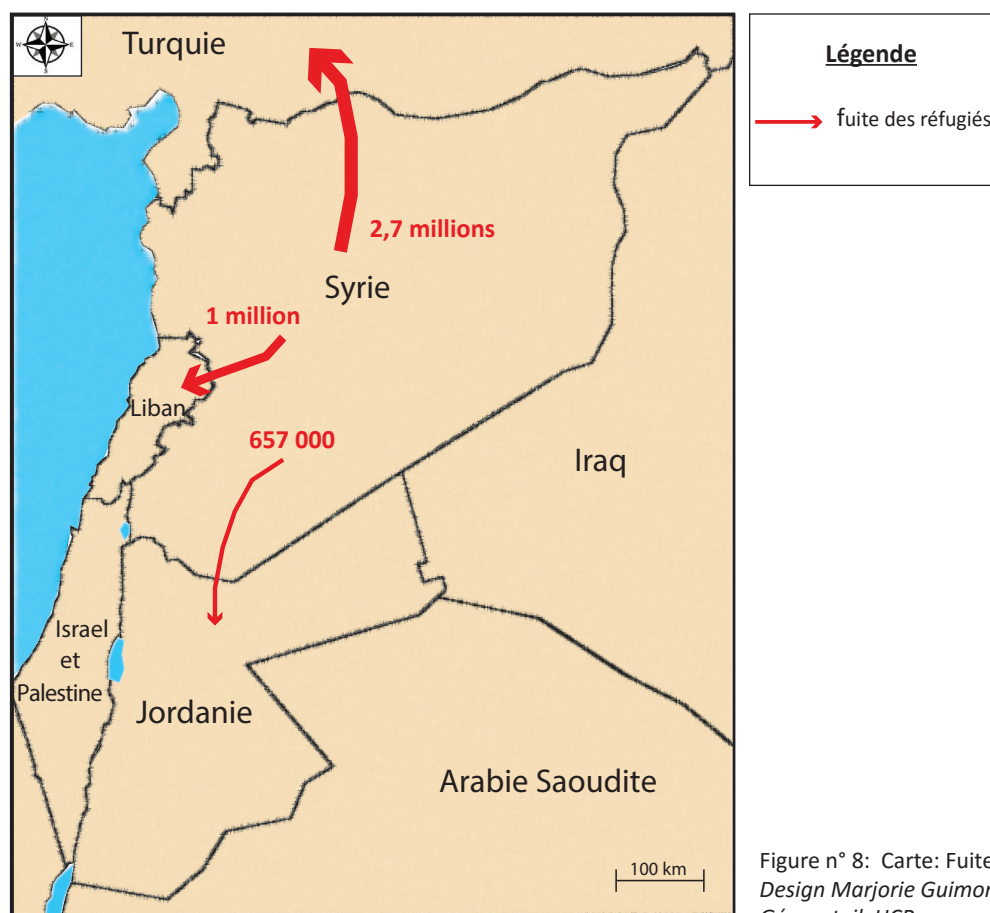 Turquie
N
W
E
S
2,7 millions
Syrie
1 million
Liban
657 000
Iraq
Israel
et
Palestine
Jordanie
Arabie Saoudite
100 km
Légende
fuite des réfugiés
Figure n° 8: Carte: Fuite
Design Marjorie